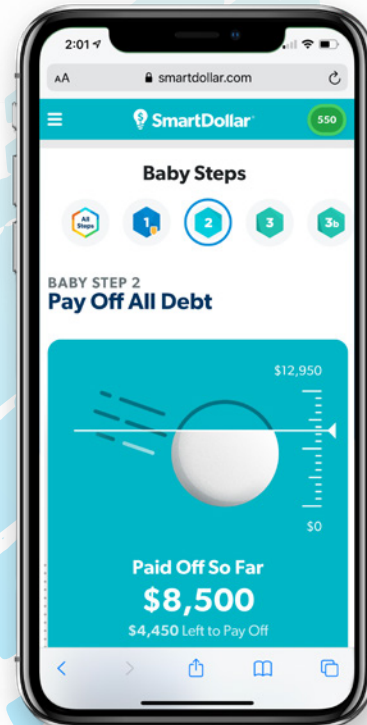 2:01
AA smartdollar.com
SmartDollar 550
Baby Steps
All
Steps
1 2 3 3b
BABY STEP 2
Pay Off All Debt
$12,950
$0
Paid Off So Far
$8,500
$4,450 Left to Pay Off